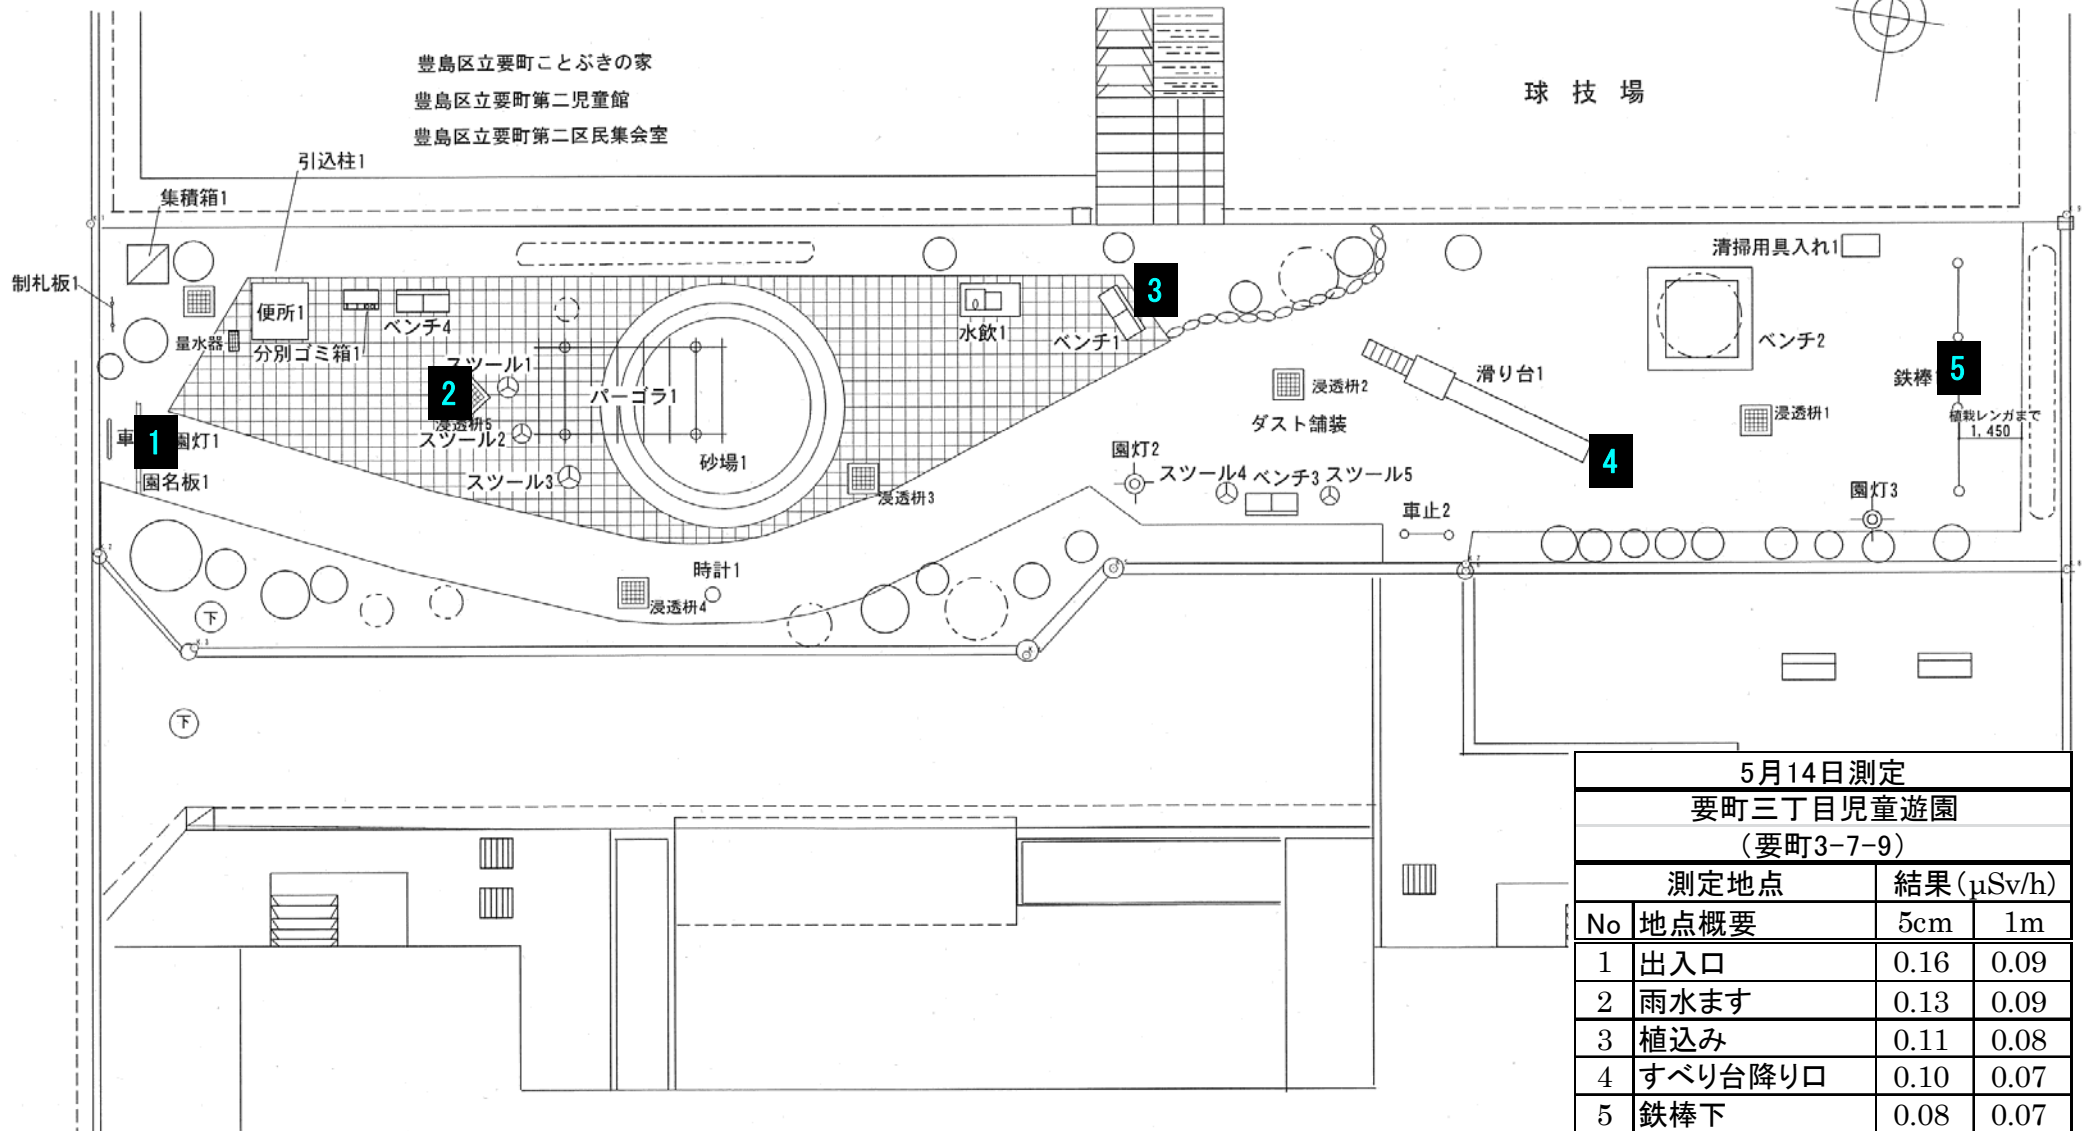 豊島区立要町ことぶきの家
豊島区立要町第二児童館
豊島区立要町第二区民集会室
球技場
引込柱1
集積箱1
制札板1
清掃用具入れ1
便所1
量水器
分別ゴミ箱1
ベンチ4
水飲1
ベンチ1
3
ベンチ2
スツール1
2
パーゴラ1
浸透枡5
スツール2
スツール3
砂場1
浸透枡3
浸透枡2
ダスト舗装
滑り台1
浸透枡1
鉄棒
5
植栽レンガまで
1,450
車
1
園灯1
園名板1
園灯2
スツール4
ベンチ3
スツール5
4
車止2
園灯3
時計1
浸透枡4
下
下
5月14日測定
要町三丁目児童遊園
（要町3-7-9）
測定地点 結果（μSv/h）
No 地点概要 5cm 1m
1 出入口 0.16 0.09
2 雨水ます 0.13 0.09
3 植込み 0.11 0.08
4 すべり台降り口 0.10 0.07
5 鉄棒下 0.08 0.07